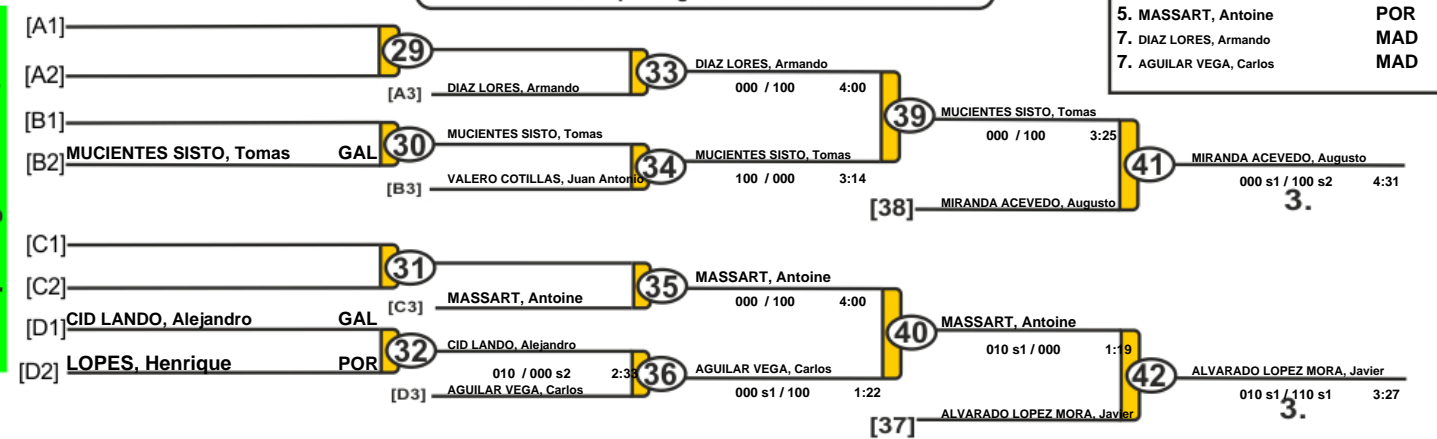 5. MASSART, Antoine POR
7. DIAZ LORES, Armando MAD
7. AGUILAR VEGA, Carlos MAD
[A1]
29
[A2]
[A3] DIAZ LORES, Armando
33
DIAZ LORES, Armando
000 / 100 4:00
[B1]
30
[B2] MUCIENTES SISTO, Tomas GAL
MUCIENTES SISTO, Tomas
34
[B3] VALERO COTILLAS, Juan Antonio
MUCIENTES SISTO, Tomas
100 / 000 3:14
39
MUCIENTES SISTO, Tomas
000 / 100 3:25
[38] MIRANDA ACEVEDO, Augusto
41
MIRANDA ACEVEDO, Augusto
000 s1 / 100 s2 4:31
3.
[C1]
31
[C2]
[C3] MASSART, Antoine
35
MASSART, Antoine
000 / 100 4:00
[D1] CID LANDO, Alejandro GAL
32
[D2] LOPES, Henrique POR
CID LANDO, Alejandro
010 / 000 s2 2:33
[D3] AGUILAR VEGA, Carlos
36
AGUILAR VEGA, Carlos
000 s1 / 100 1:22
40
MASSART, Antoine
010 s1 / 000 1:19
[37] ALVARADO LOPEZ MORA, Javier
42
ALVARADO LOPEZ MORA, Javier
010 s1 / 110 s1 3:27
3.